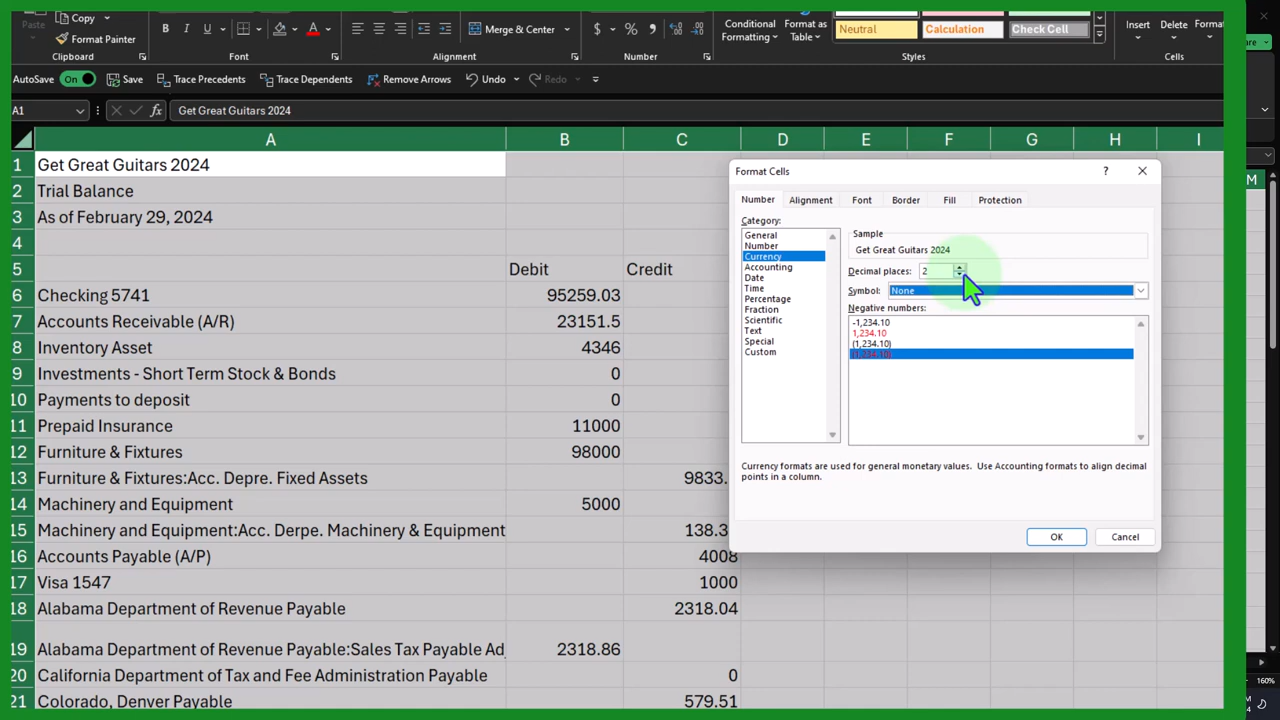 Copy
Format Painter
B I U A
Merge & Center
$ % ,
Conditional Formatting
Format as Table
Neutral
Calculation
Check Cell
Insert
Delete
Clipboard
Font
Alignment
Number
Styles
Cells
AutoSave On Save Trace Precedents Trace Dependents Remove Arrows Undo Redo
A1 fx Get Great Guitars 2024
A B C D E F G H I
M
1 Get Great Guitars 2024
2 Trial Balance
3 As of February 29, 2024
4
5 Debit Credit
6 Checking 5741 95259.03
7 Accounts Receivable (A/R) 23151.5
8 Inventory Asset 4346
9 Investments - Short Term Stock & Bonds 0
10 Payments to deposit 0
11 Prepaid Insurance 11000
12 Furniture & Fixtures 98000
13 Furniture & Fixtures:Acc. Depre. Fixed Assets 9833.
14 Machinery and Equipment 5000
15 Machinery and Equipment:Acc. Derpe. Machinery & Equipment 138.3
16 Accounts Payable (A/P) 4008
17 Visa 1547 1000
18 Alabama Department of Revenue Payable 2318.04
19 Alabama Department of Revenue Payable:Sales Tax Payable Ad 2318.86
20 California Department of Tax and Fee Administration Payable 0
21 Colorado, Denver Payable 579.51
Format Cells ?
Number Alignment Font Border Fill Protection
Category:
General
Number
Currency
Accounting
Date
Time
Percentage
Fraction
Scientific
Text
Special
Custom
Sample
Get Great Guitars 2024
Decimal places: 2
Symbol: None
Negative numbers:
-1,234.10
1,234.10
(1,234.10)
(1,234.10)
Currency formats are used for general monetary values. Use Accounting formats to align decimal
points in a column.
OK Cancel
160%